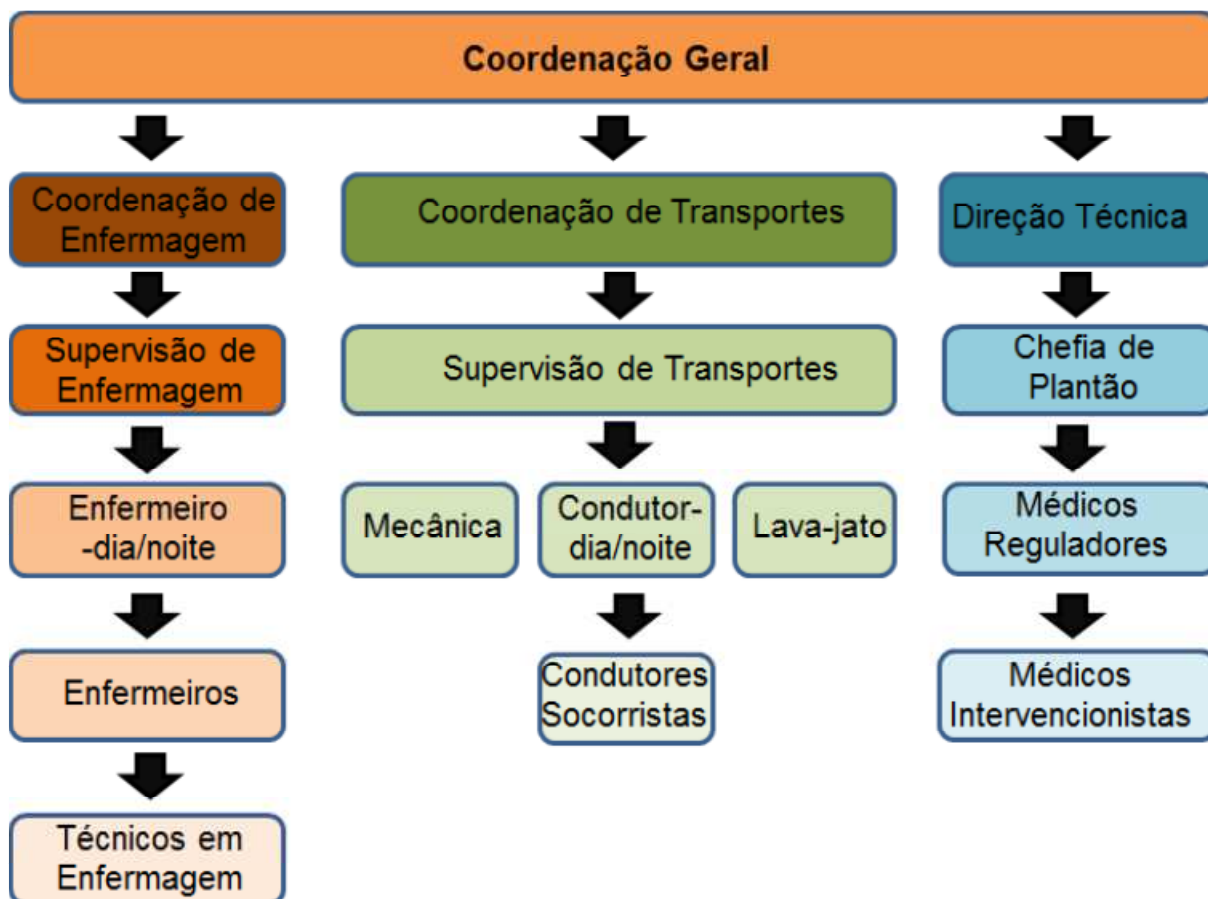 Coordenação Geral
Coordenação de
Enfermagem
Coordenação de Transportes
Direção Técnica
Supervisão de
Enfermagem
Supervisão de Transportes
Chefia de
Plantão
Enfermeiro
-dia/noite
Mecânica
Condutor-
dia/noite
Lava-jato
Médicos
Reguladores
Enfermeiros
Condutores
Socorristas
Médicos
Intervencionistas
Técnicos em
Enfermagem